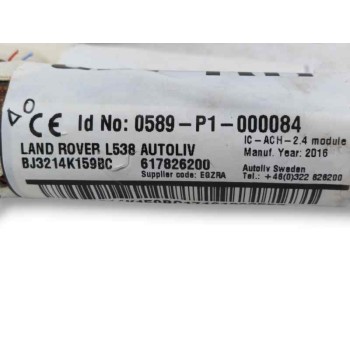 CE Id No: 0589-P1-000084
IC-ACH-2.4 module
LAND ROVER L538 AUTOLIV Manuf. Year: 2016
BJ3214K159BC 617826200 Autoliv Sweden
Supplier code: EGZRA Tel.: +46(0)322 626200